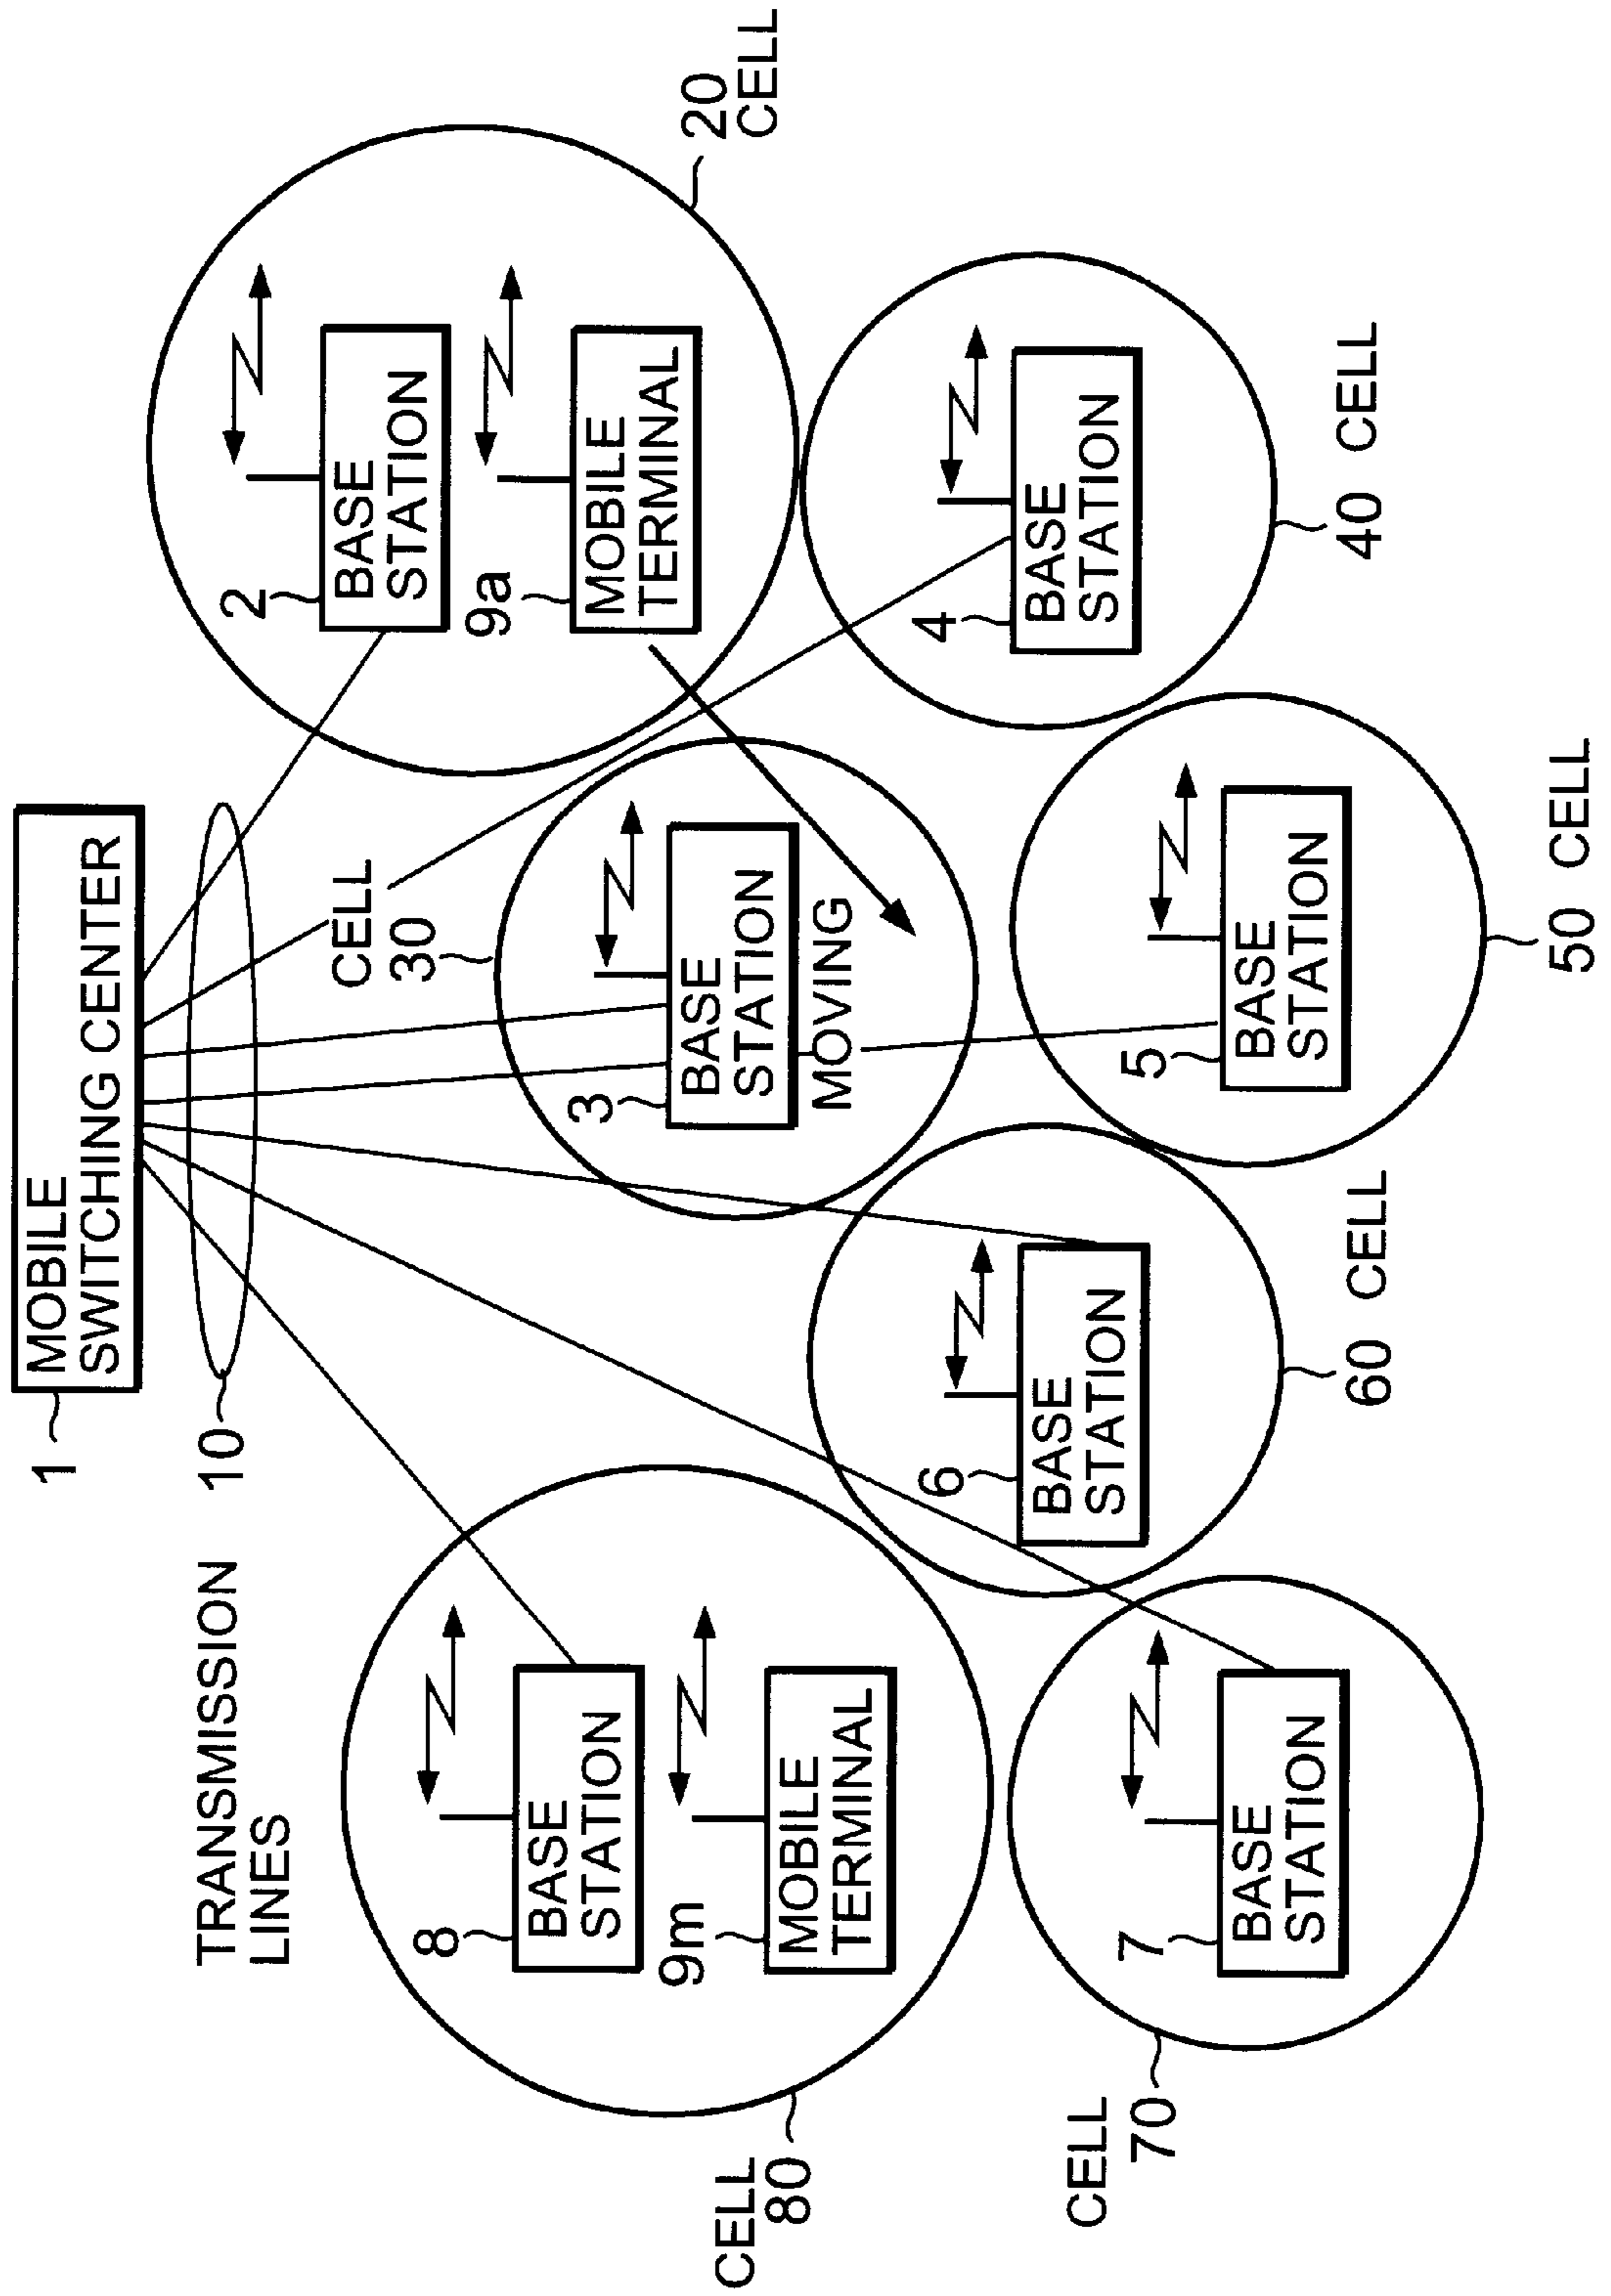 1
MOBILE
SWITCHING CENTER
TRANSMISSION
LINES
10
CELL
30
2
BASE
STATION
9a
MOBILE
TERMINAL
20
CELL
8
BASE
STATION
9m
MOBILE
TERMINAL
CELL
80
3
BASE
STATION
MOVING
4
BASE
STATION
40 CELL
6
BASE
STATION
60 CELL
5
BASE
STATION
50 CELL
7
BASE
STATION
CELL
70